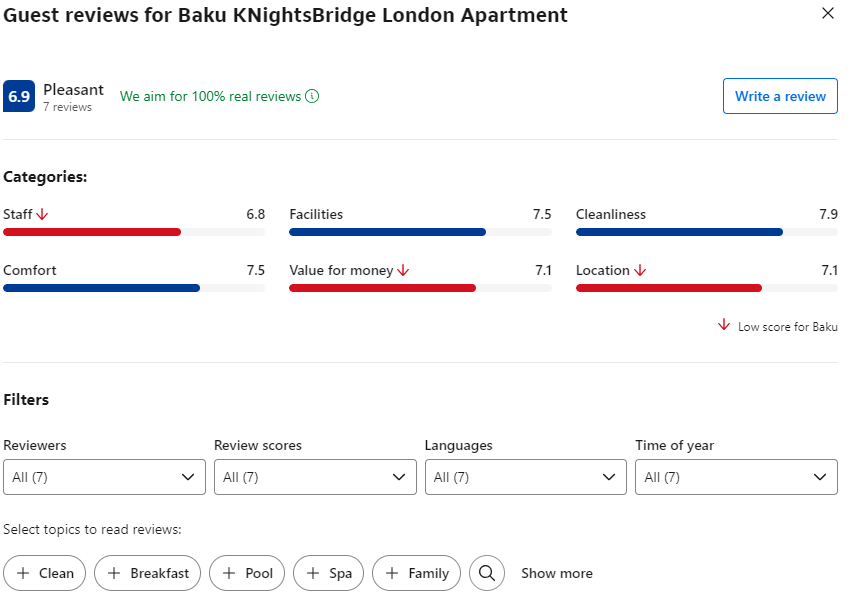 Guest reviews for Baku KNightsBridge London Apartment
6.9 Pleasant
7 reviews
We aim for 100% real reviews
Write a review
Categories:
Staff 6.8
Facilities 7.5
Cleanliness 7.9
Comfort 7.5
Value for money 7.1
Location 7.1
Low score for Baku
Filters
Reviewers
Review scores
Languages
Time of year
All (7)
All (7)
All (7)
All (7)
Select topics to read reviews:
Clean
Breakfast
Pool
Spa
Family
Show more